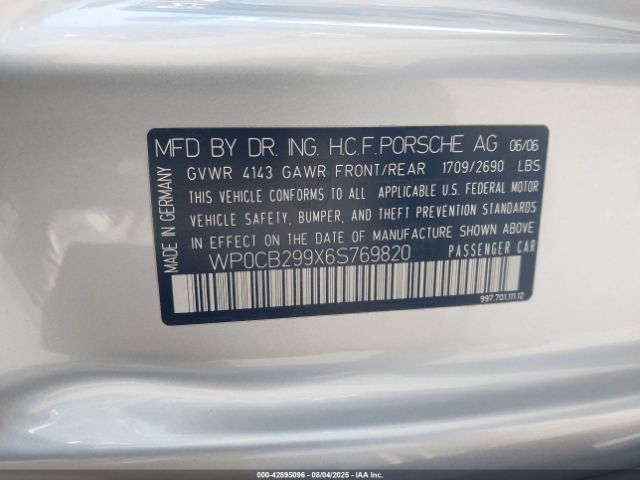 MFD BY DR. ING. H.C.F. PORSCHE AG 06/06
GVWR 4143 GAWR FRONT/REAR 1709/2690 LBS
THIS VEHICLE CONFORMS TO ALL APPLICABLE U.S. FEDERAL MOTOR
VEHICLE SAFETY, BUMPER, AND THEFT PREVENTION STANDARDS
IN EFFECT ON THE DATE OF MANUFACTURE SHOWN ABOVE
WP0CB299X6S769820 PASSENGER CAR
997.701.111.12
MADE IN GERMANY
000-42895096 - 08/04/2025 - IAA Inc.